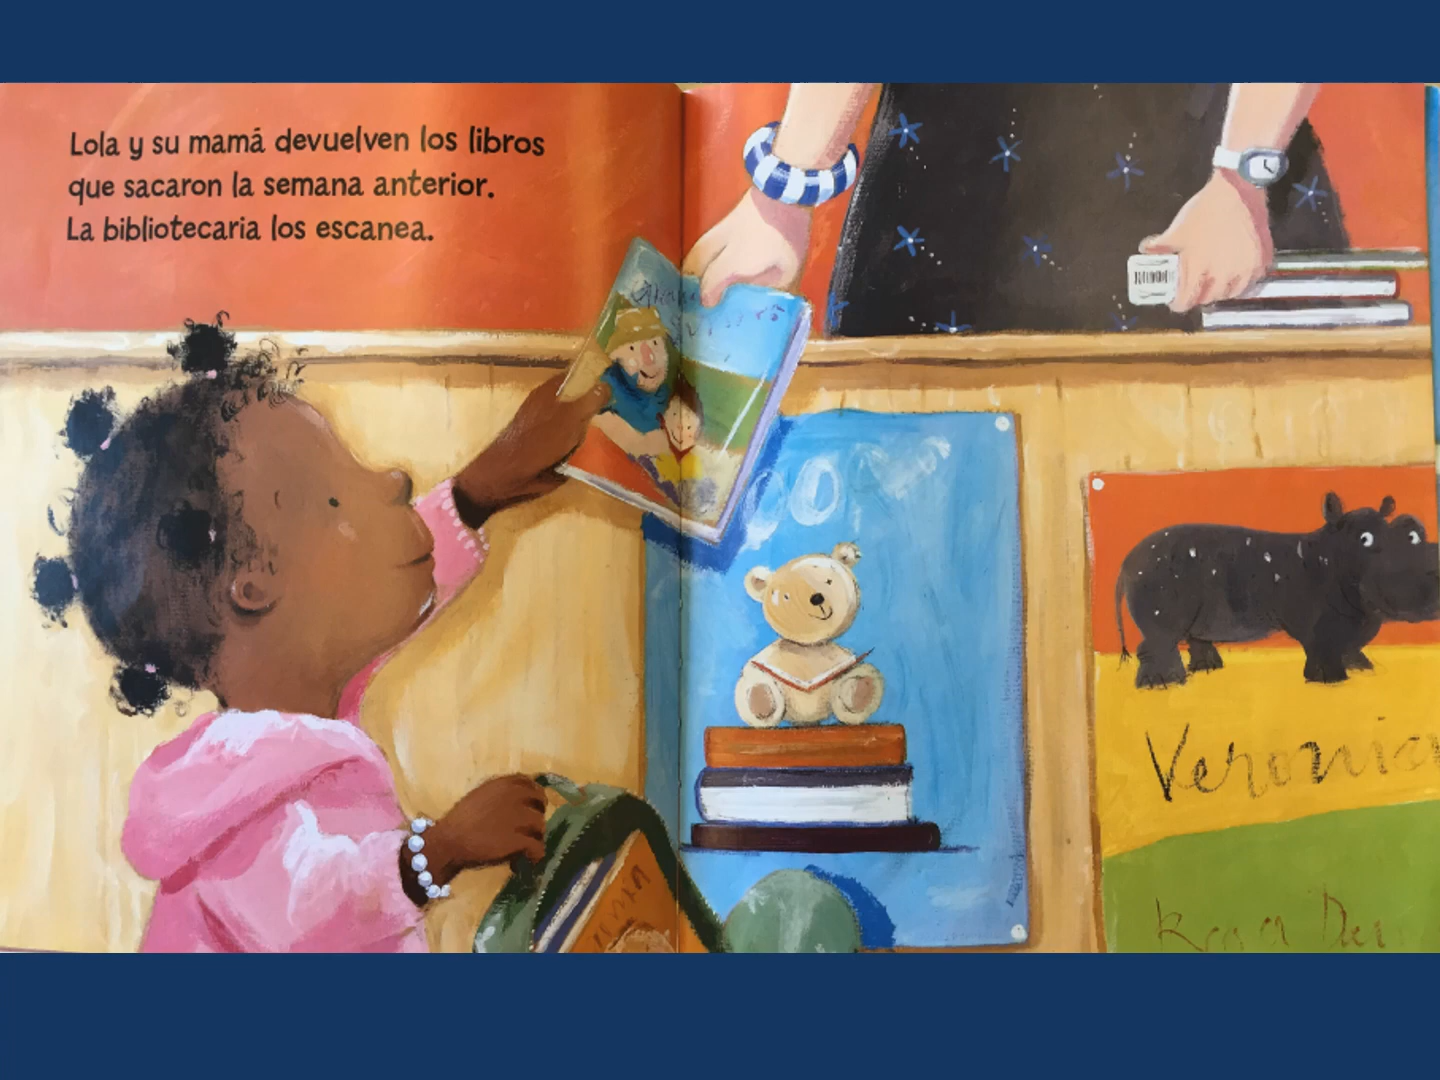 Lola y su mamá devuelven los libros
que sacaron la semana anterior.
La bibliotecaria los escanea.
Veronica